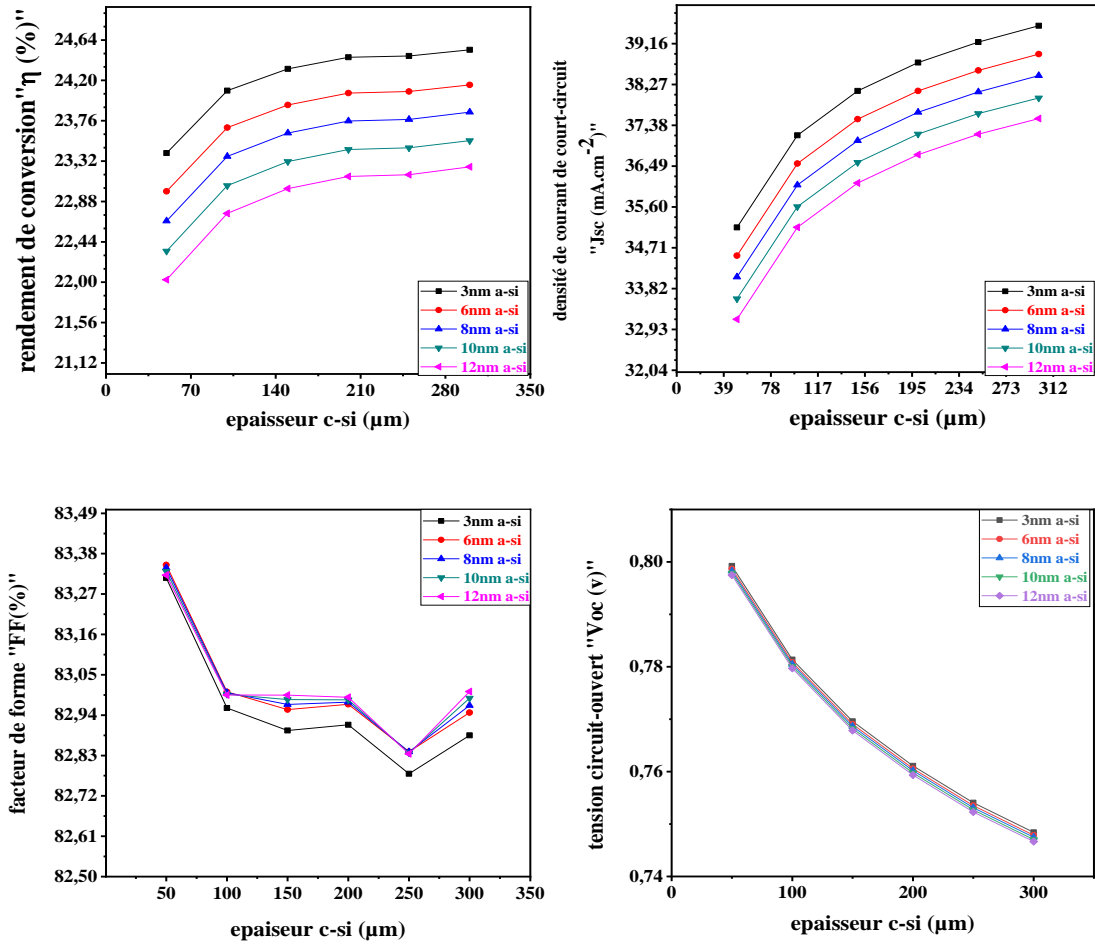 rendement de conversion"η (%)"
24,64
24,20
23,76
23,32
22,88
22,44
22,00
21,56
21,12
0
70
140
210
280
350
epaisseur c-si (µm)
3nm a-si
6nm a-si
8nm a-si
10nm a-si
12nm a-si
densité de courant de court-circuit
"Jsc (mA.cm-2)"
39,16
38,27
37,38
36,49
35,60
34,71
33,82
32,93
32,04
0
39
78
117
156
195
234
273
312
epaisseur c-si (µm)
3nm a-si
6nm a-si
8nm a-si
10nm a-si
12nm a-si
facteur de forme "FF(%)"
83,49
83,38
83,27
83,16
83,05
82,94
82,83
82,72
82,61
82,50
50
100
150
200
250
300
350
epaiseur c-si (µm)
3nm a-si
6nm a-si
8nm a-si
10nm a-si
12nm a-si
tension circuit-ouvert "Voc (v)"
0,80
0,78
0,76
0,74
0
100
200
300
epaisseur c-si (µm)
3nm a-si
6nm a-si
8nm a-si
10nm a-si
12nm a-si